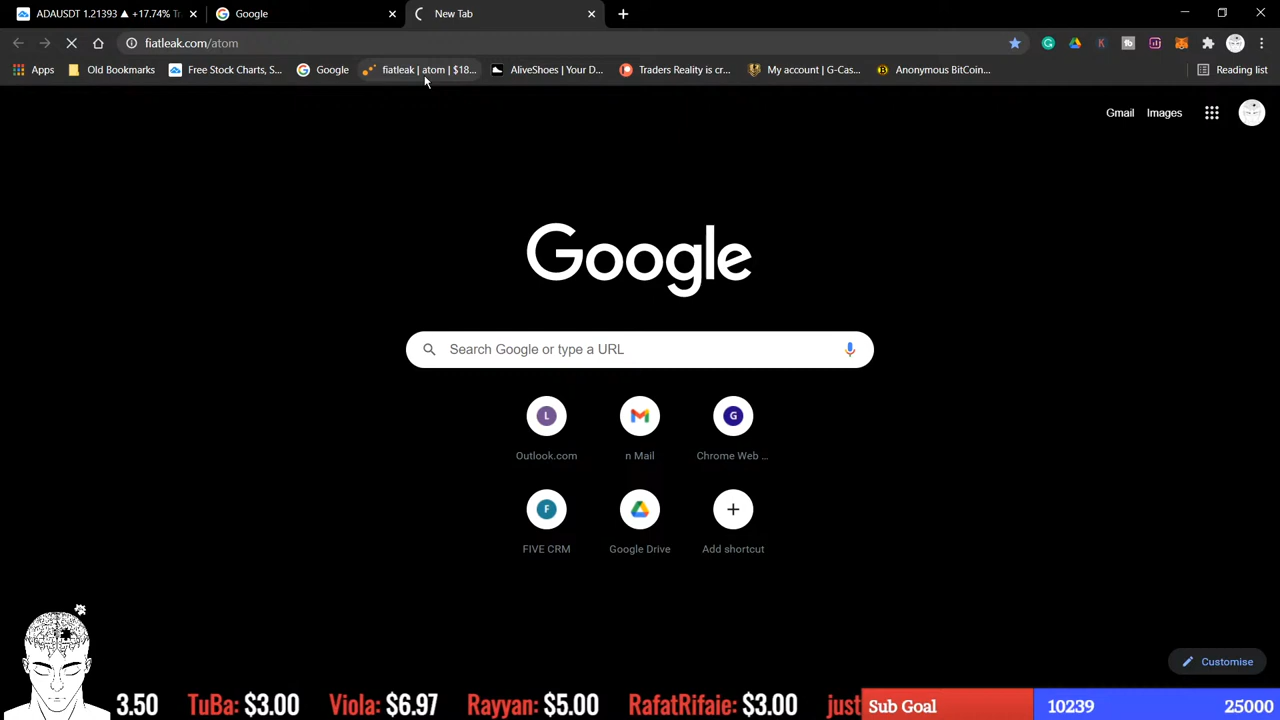 ADAUSDT 1.21393 ▲ +17.74%
Google
New Tab
fiatleak.com/atom
Apps
Old Bookmarks
Free Stock Charts, S...
Google
fiatleak | atom | $18...
AliveShoes | Your D...
Traders Reality is cr...
My account | G-Cas...
Anonymous BitCoin...
Reading list
Gmail
Images
Google
Search Google or type a URL
L
G
Outlook.com
n Mail
Chrome Web ...
F
FIVE CRM
Google Drive
Add shortcut
Customise
3.50 TuBa: $3.00 Viola: $6.97 Rayyan: $5.00 RafatRifaie: $3.00 just
Sub Goal
10239
25000